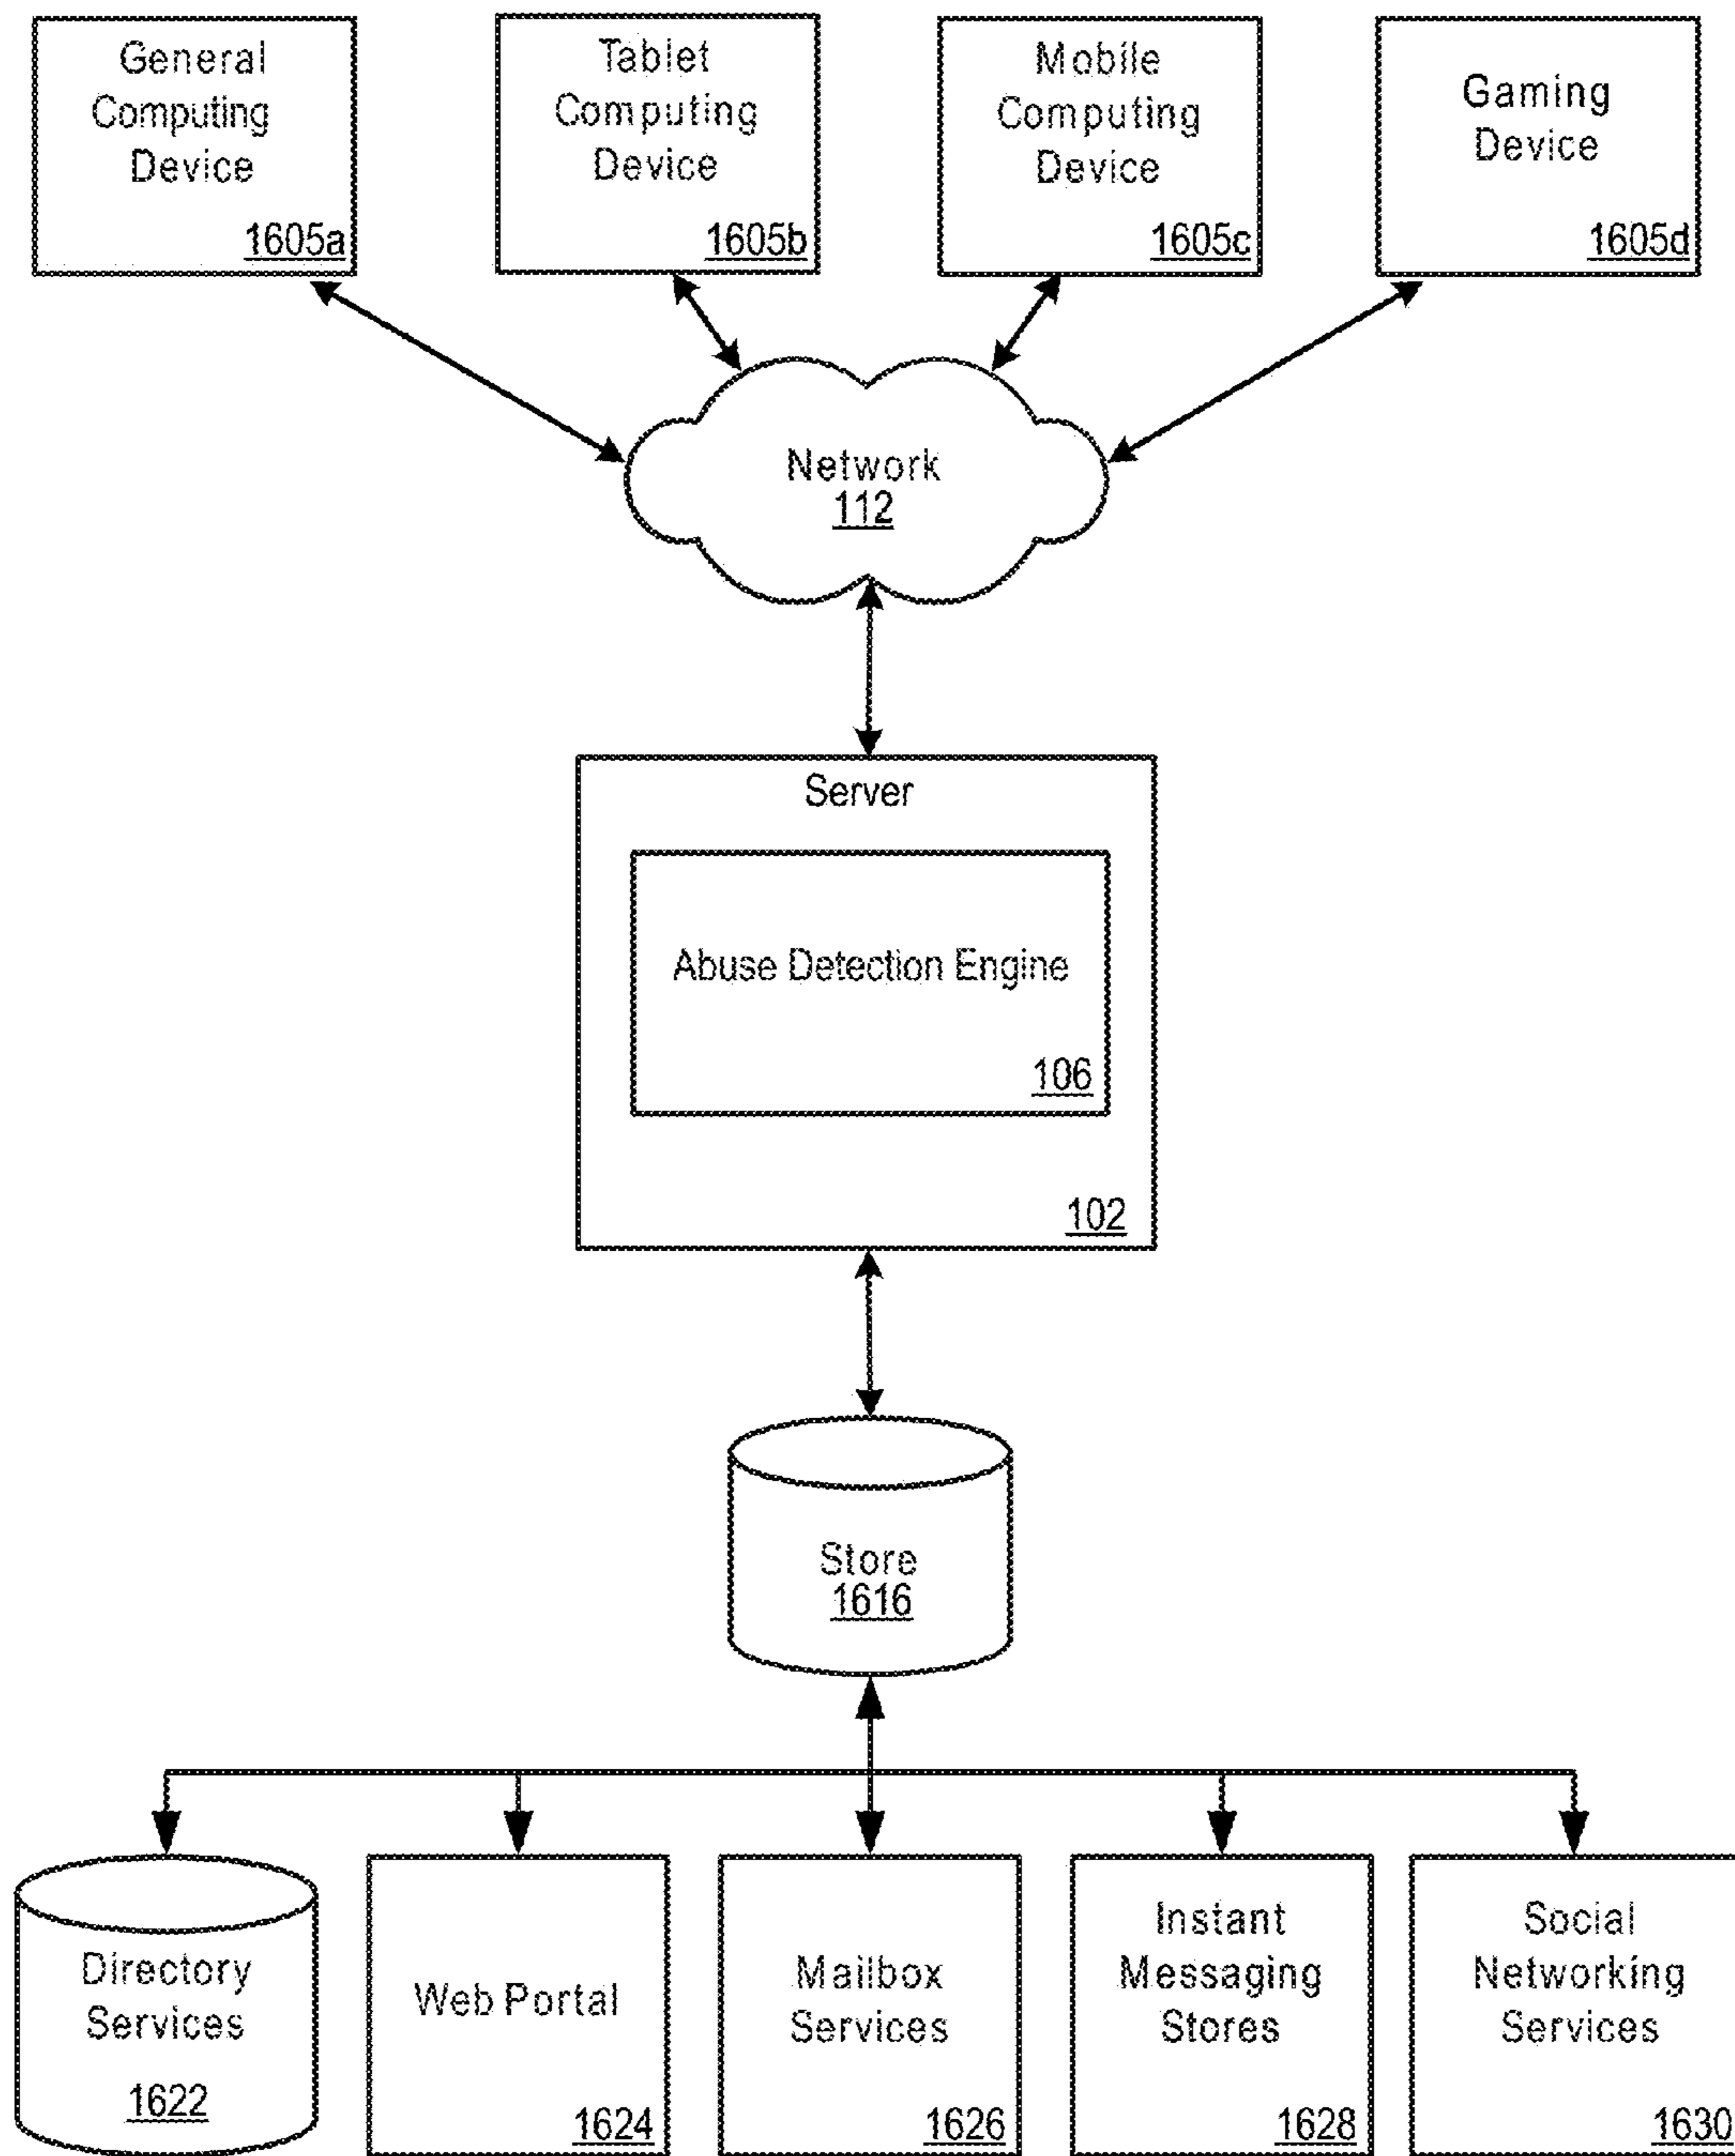 General
Computing
Device
1605a
Tablet
Computing
Device
1605b
Mobile
Computing
Device
1605c
Gaming
Device
1605d
Network
112
Server
Abuse Detection Engine
106
102
Store
1616
Directory
Services
1622
Web Portal
1624
Mailbox
Services
1626
Instant
Messaging
Stores
1628
Social
Networking
Services
1630